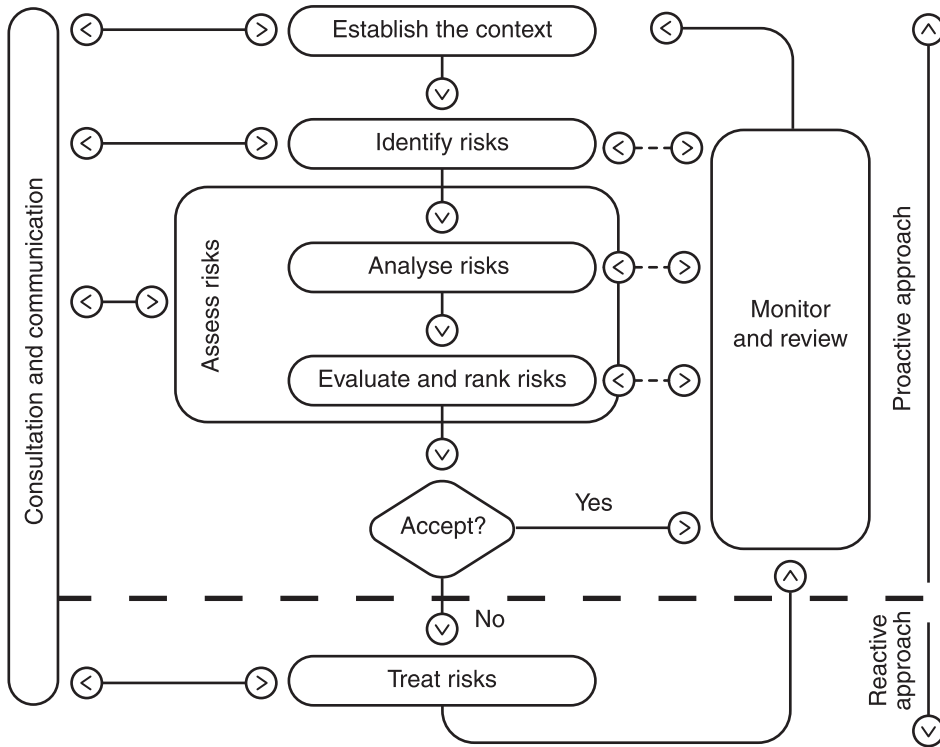 Establish the context
Identify risks
Consultation and communication
Assess risks
Analyse risks
Evaluate and rank risks
Monitor
and review
Proactive approach
Accept?
Yes
No
Treat risks
Reactive
approach